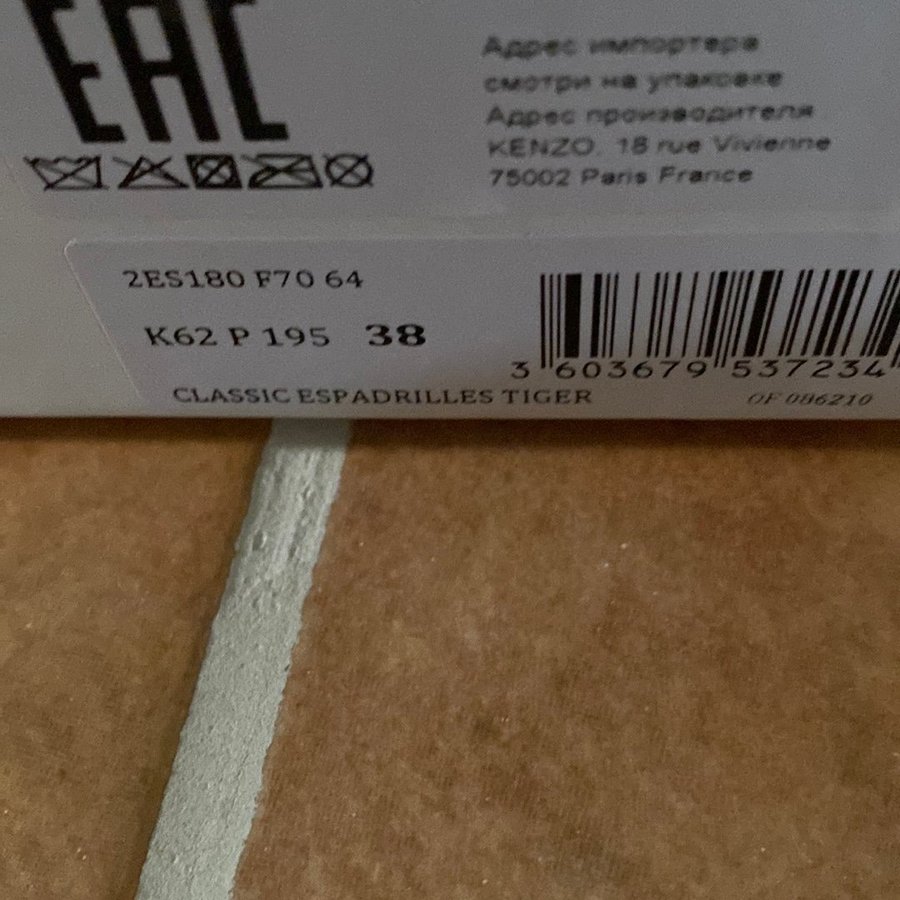 EAC
Адрес импортера
смотри на упаковке
Адрес производителя
KENZO, 18 rue Vivienne
75002 Paris France
2ES180 F70 64
K62 P 195 38
3 603679 537234
CLASSIC ESPADRILLES TIGER
OF 086210